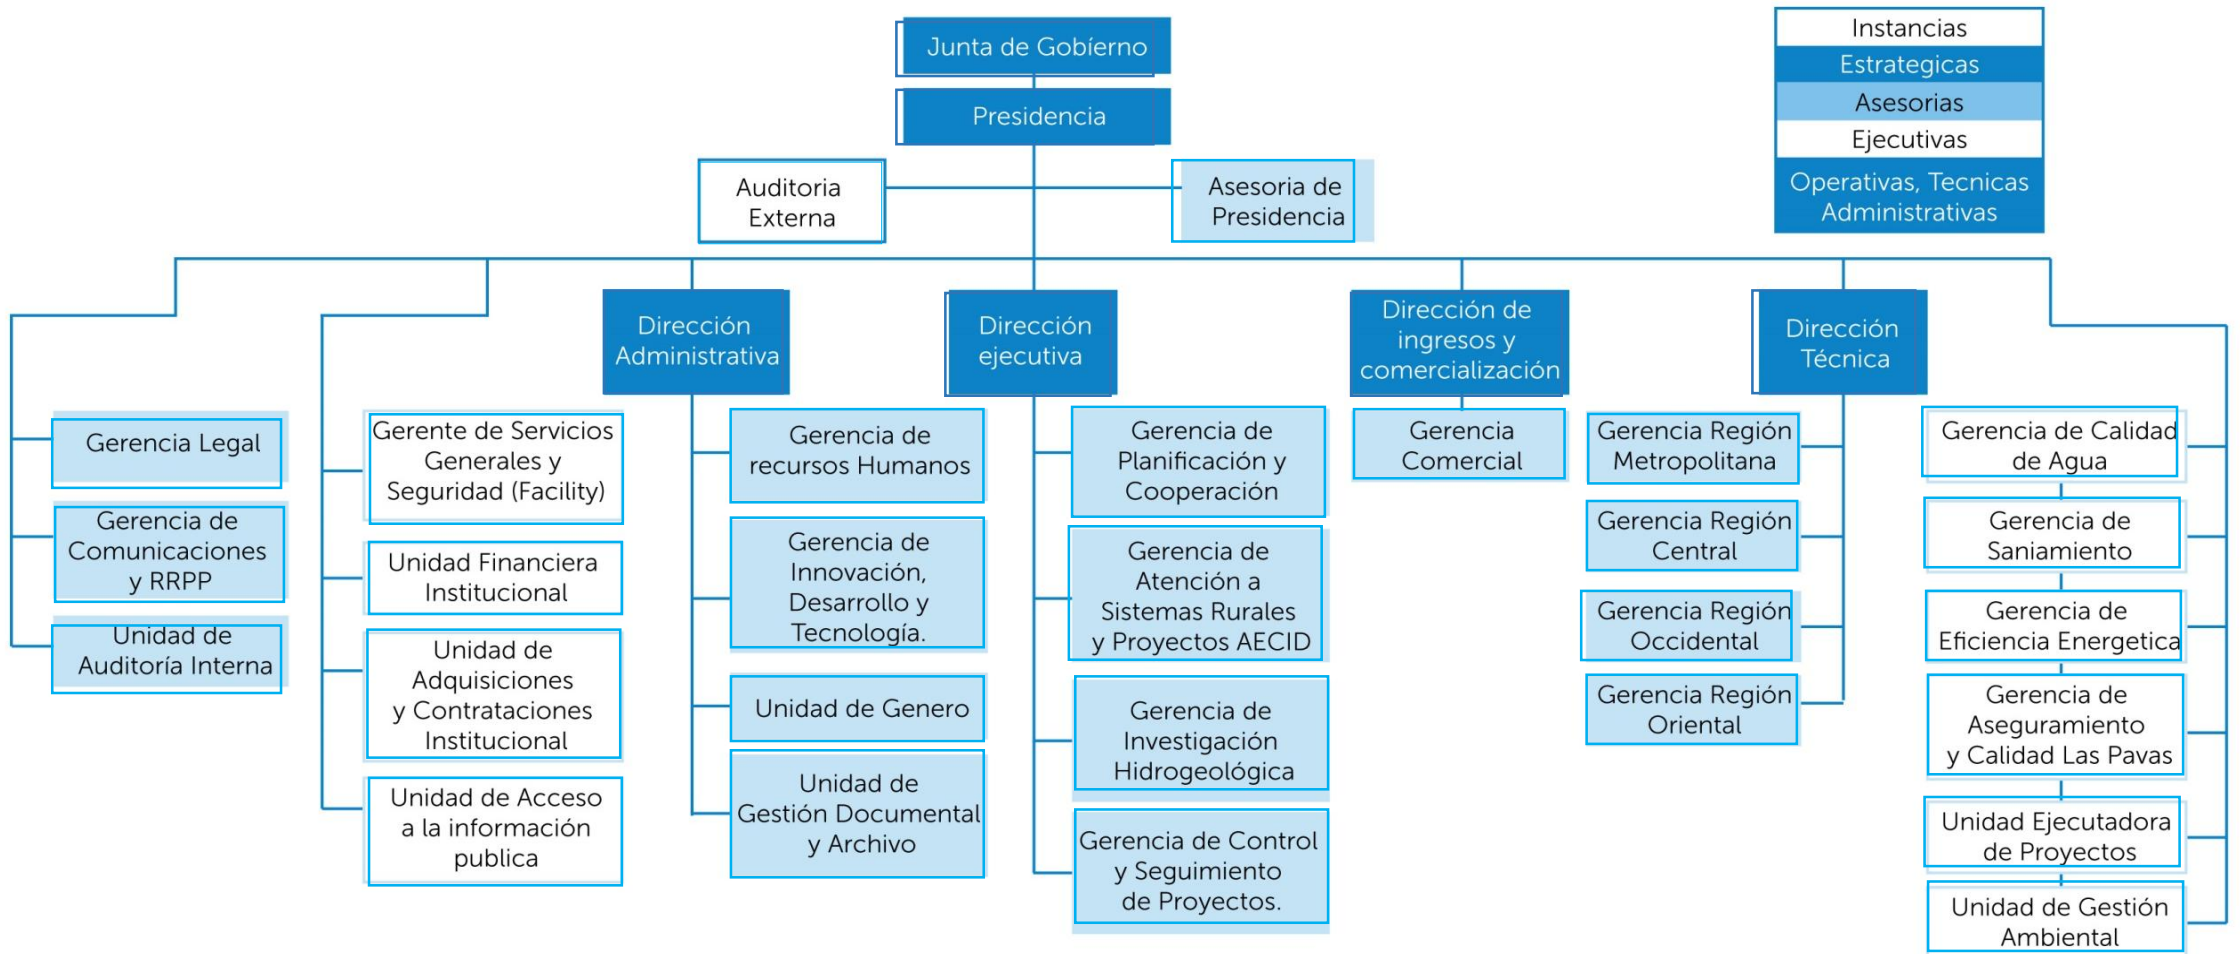 Junta de Gobíerno
Presidencia
Auditoria
Externa
Asesoria de
Presidencia
Instancias
Estrategicas
Asesorias
Ejecutivas
Operativas, Tecnicas
Administrativas
Gerencia Legal
Gerencia de
Comunicaciones
y RRPP
Unidad de
Auditoría Interna
Gerente de Servicios
Generales y
Seguridad (Facility)
Unidad Financiera
Institucional
Unidad de
Adquisiciones
y Contrataciones
Institucional
Unidad de Acceso
a la información
publica
Dirección
Administrativa
Gerencia de
recursos Humanos
Gerencia de
Innovación,
Desarrollo y
Tecnología.
Unidad de Genero
Unidad de
Gestión Documental
y Archivo
Dirección
ejecutiva
Gerencia de
Planificación y
Cooperación
Gerencia de
Atención a
Sistemas Rurales
y Proyectos AECID
Gerencia de
Investigación
Hidrogeológica
Gerencia de Control
y Seguimiento
de Proyectos.
Dirección de
ingresos y
comercialización
Gerencia
Comercial
Dirección
Técnica
Gerencia Región
Metropolitana
Gerencia Región
Central
Gerencia Región
Occidental
Gerencia Región
Oriental
Gerencia de Calidad
de Agua
Gerencia de
Saniamiento
Gerencia de
Eficiencia Energetica
Gerencia de
Aseguramiento
y Calidad Las Pavas
Unidad Ejecutadora
de Proyectos
Unidad de Gestión
Ambiental